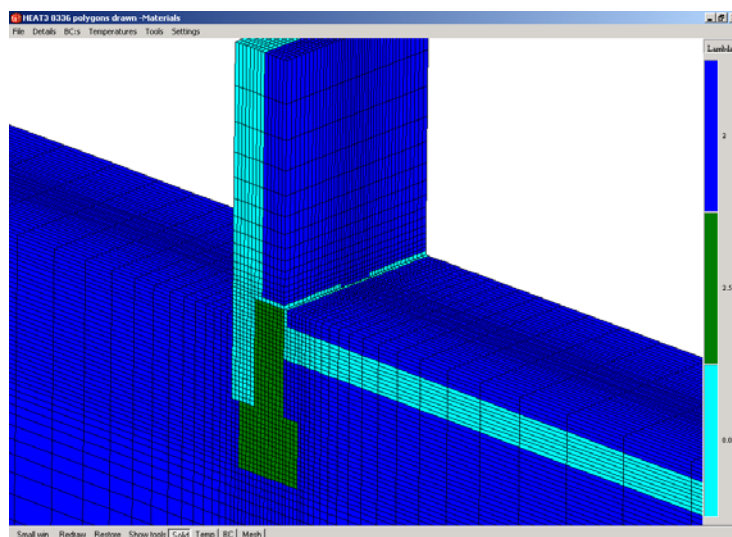 HEAT3 8336 polygons drawn -Materials
File Details BC:s Temperatures Tools Settings
Lambda
2
2.5
0.0
Small win Redraw Restore Show tools Solid Temp BC Mesh